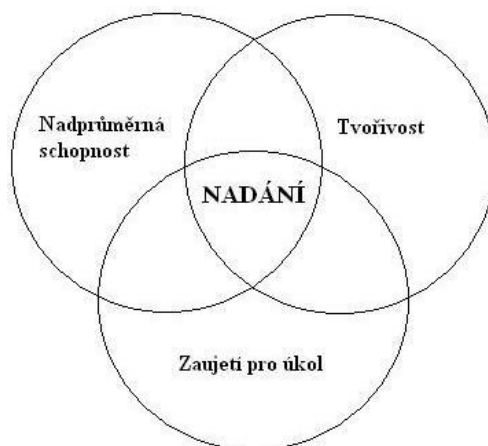 Nadprůměrná
schopnost
Tvořivost
NADÁNÍ
Zaujetí pro úkol